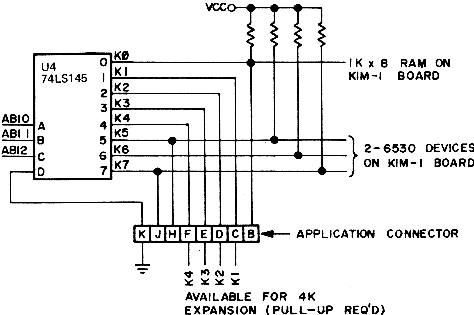 VCC
U4
74LS145
0 K0
1 K1
2 K2
3 K3
4 K4
5 K5
6 K6
7 K7
AB10 A
AB11 B
AB12 C
D
1K x 8 RAM ON
KIM-1 BOARD
2-6530 DEVICES
ON KIM-1 BOARD
K J H F E D C B
APPLICATION CONNECTOR
K4 K3 K2 K1
AVAILABLE FOR 4K
EXPANSION (PULL-UP REQ'D)